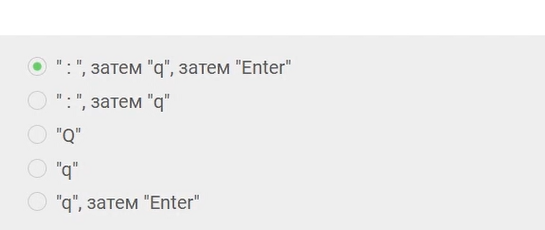 " : ", затем "q", затем "Enter"
" : ", затем "q"
"Q"
"q"
"q", затем "Enter"